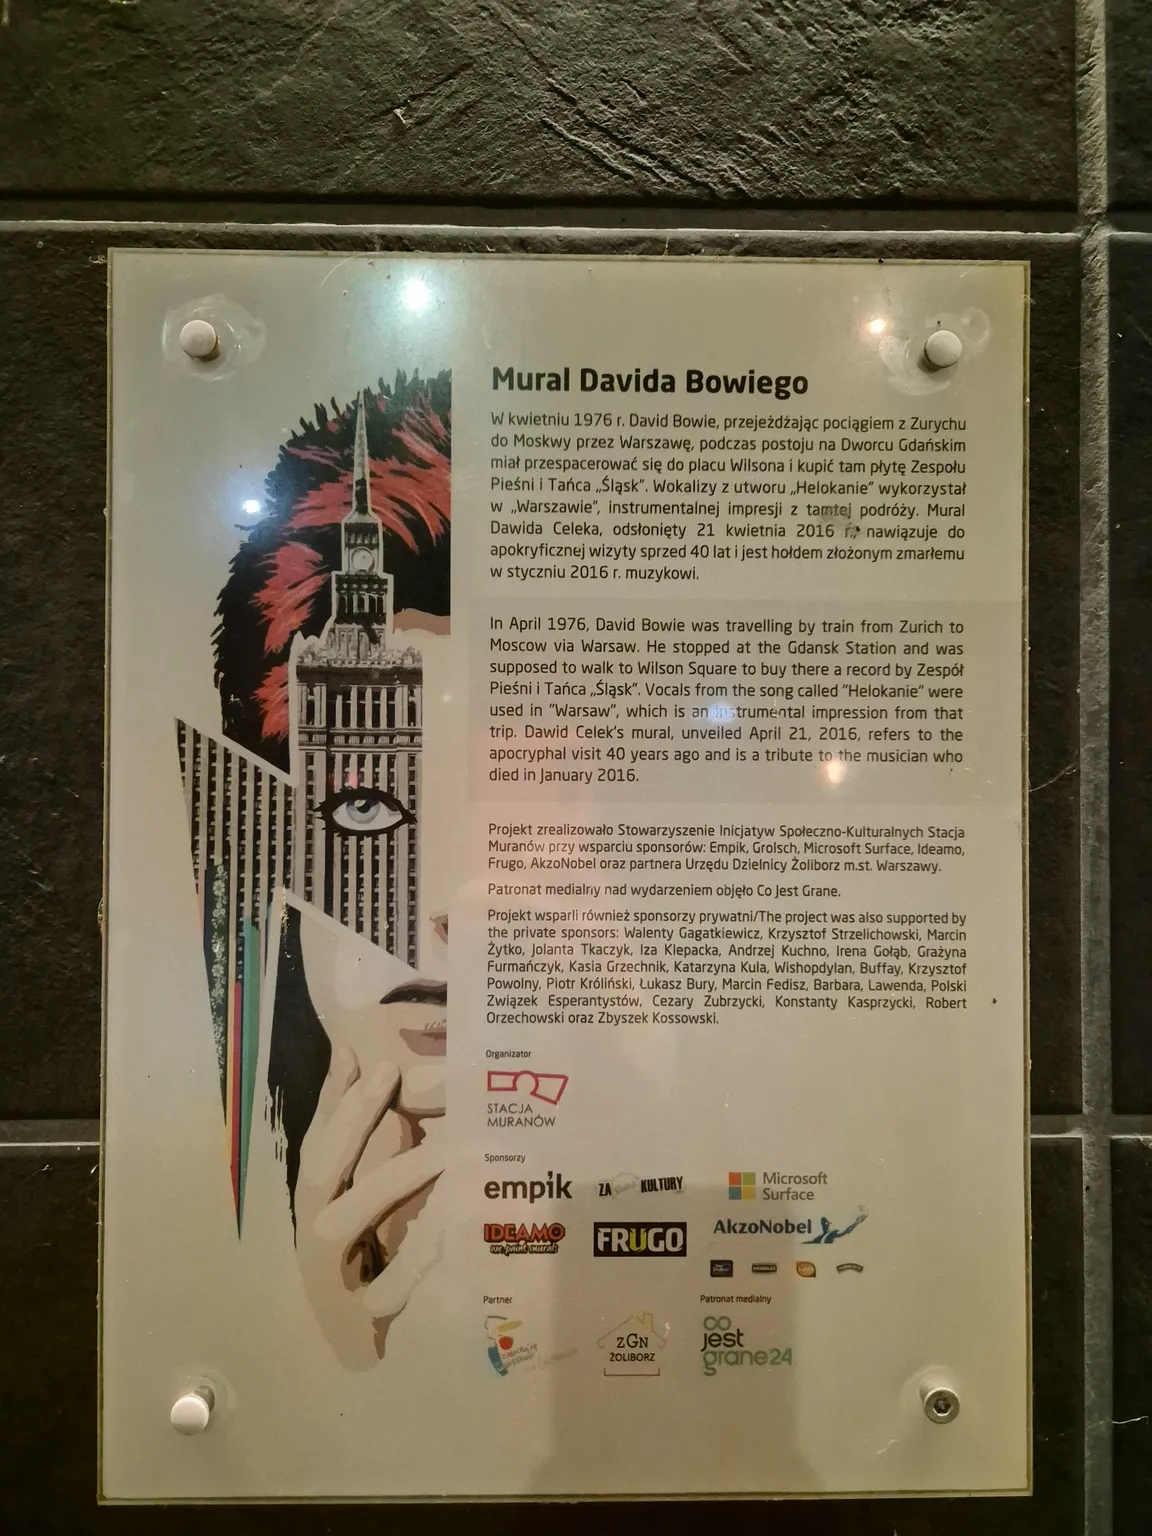 Mural Davida Bowiego
W kwietniu 1976 r. David Bowie, przejeżdżając pociągiem z Zurychu
do Moskwy przez Warszawę, podczas postoju na Dworcu Gdańskim
miał przespacerować się do placu Wilsona i kupić tam płytę Zespołu
Pieśni i Tańca „Śląsk”. Wokalizy z utworu „Helokanie” wykorzystał
w „Warszawie”, instrumentalnej impresji z tamtej podróży. Mural
Dawida Celeka, odsłonięty 21 kwietnia 2016 r., nawiązuje do
apokryficznej wizyty sprzed 40 lat i jest hołdem złożonym zmarłemu
w styczniu 2016 r. muzykowi.
In April 1976, David Bowie was travelling by train from Zurich to
Moscow via Warsaw. He stopped at the Gdansk Station and was
supposed to walk to Wilson Square to buy there a record by Zespół
Pieśni i Tańca „Śląsk”. Vocals from the song called “Helokanie” were
used in “Warsaw”, which is an instrumental impression from that
trip. Dawid Celek’s mural, unveiled April 21, 2016, refers to the
apocryphal visit 40 years ago and is a tribute to the musician who
died in January 2016.
Projekt zrealizowało Stowarzyszenie Inicjatyw Społeczno-Kulturalnych Stacja
Muranów przy wsparciu sponsorów: Empik, Grolsch, Microsoft Surface, Ideamo,
Frugo, AkzoNobel oraz partnera Urzędu Dzielnicy Żoliborz m.st. Warszawy.
Patronat medialny nad wydarzeniem objęło Co Jest Grane.
Projekt wsparli również sponsorzy prywatni/The project was also supported by
the private sponsors: Walenty Gagatkiewicz, Krzysztof Strzelichowski, Marcin
Żytko, Jolanta Tkaczyk, Iza Klepacka, Andrzej Kuchno, Irena Gołąb, Grażyna
Furmańczyk, Kasia Grzechnik, Katarzyna Kula, Wishopdylan, Buffay, Krzysztof
Powolny, Piotr Króliński, Łukasz Bury, Marcin Fedisz, Barbara, Lawenda, Polski
Związek Esperantystów, Cezary Zubrzycki, Konstanty Kasprzycki, Robert
Orzechowski oraz Zbyszek Kossowski.
Organizator
STACJA
MURANÓW
Sponsorzy
empik
ZA KULTURY
Microsoft
Surface
IDEAMO
we paint murals
FRUGO
AkzoNobel
Partner
Patronat medialny
ZGN
ŻOLIBORZ
co
jest
grane24